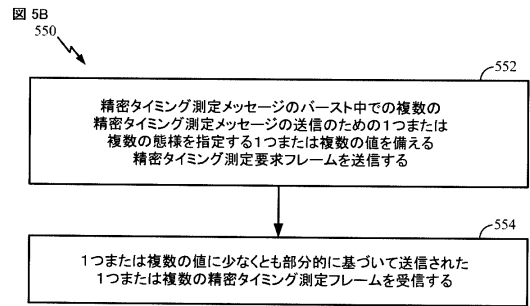 図 5B
550
552
精密タイミング測定メッセージのバースト中での複数の
精密タイミング測定メッセージの送信のための1つまたは
複数の態様を指定する1つまたは複数の値を備える
精密タイミング測定要求フレームを送信する
554
1つまたは複数の値に少なくとも部分的に基づいて送信された
1つまたは複数の精密タイミング測定フレームを受信する